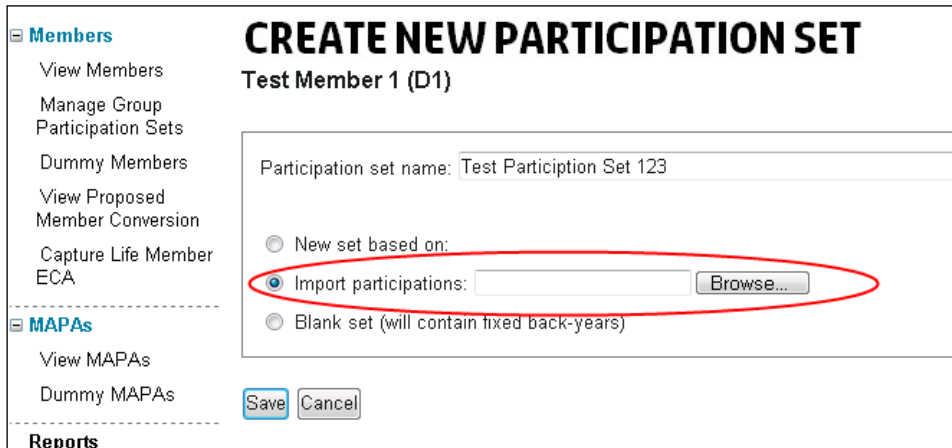 Members
View Members
Manage Group
Participation Sets
Dummy Members
View Proposed
Member Conversion
Capture Life Member
ECA
MAPAs
View MAPAs
Dummy MAPAs
Reports
CREATE NEW PARTICIPATION SET
Test Member 1 (D1)
Participation set name: Test Particiption Set 123
New set based on:
Import participations: Browse...
Blank set (will contain fixed back-years)
Save Cancel